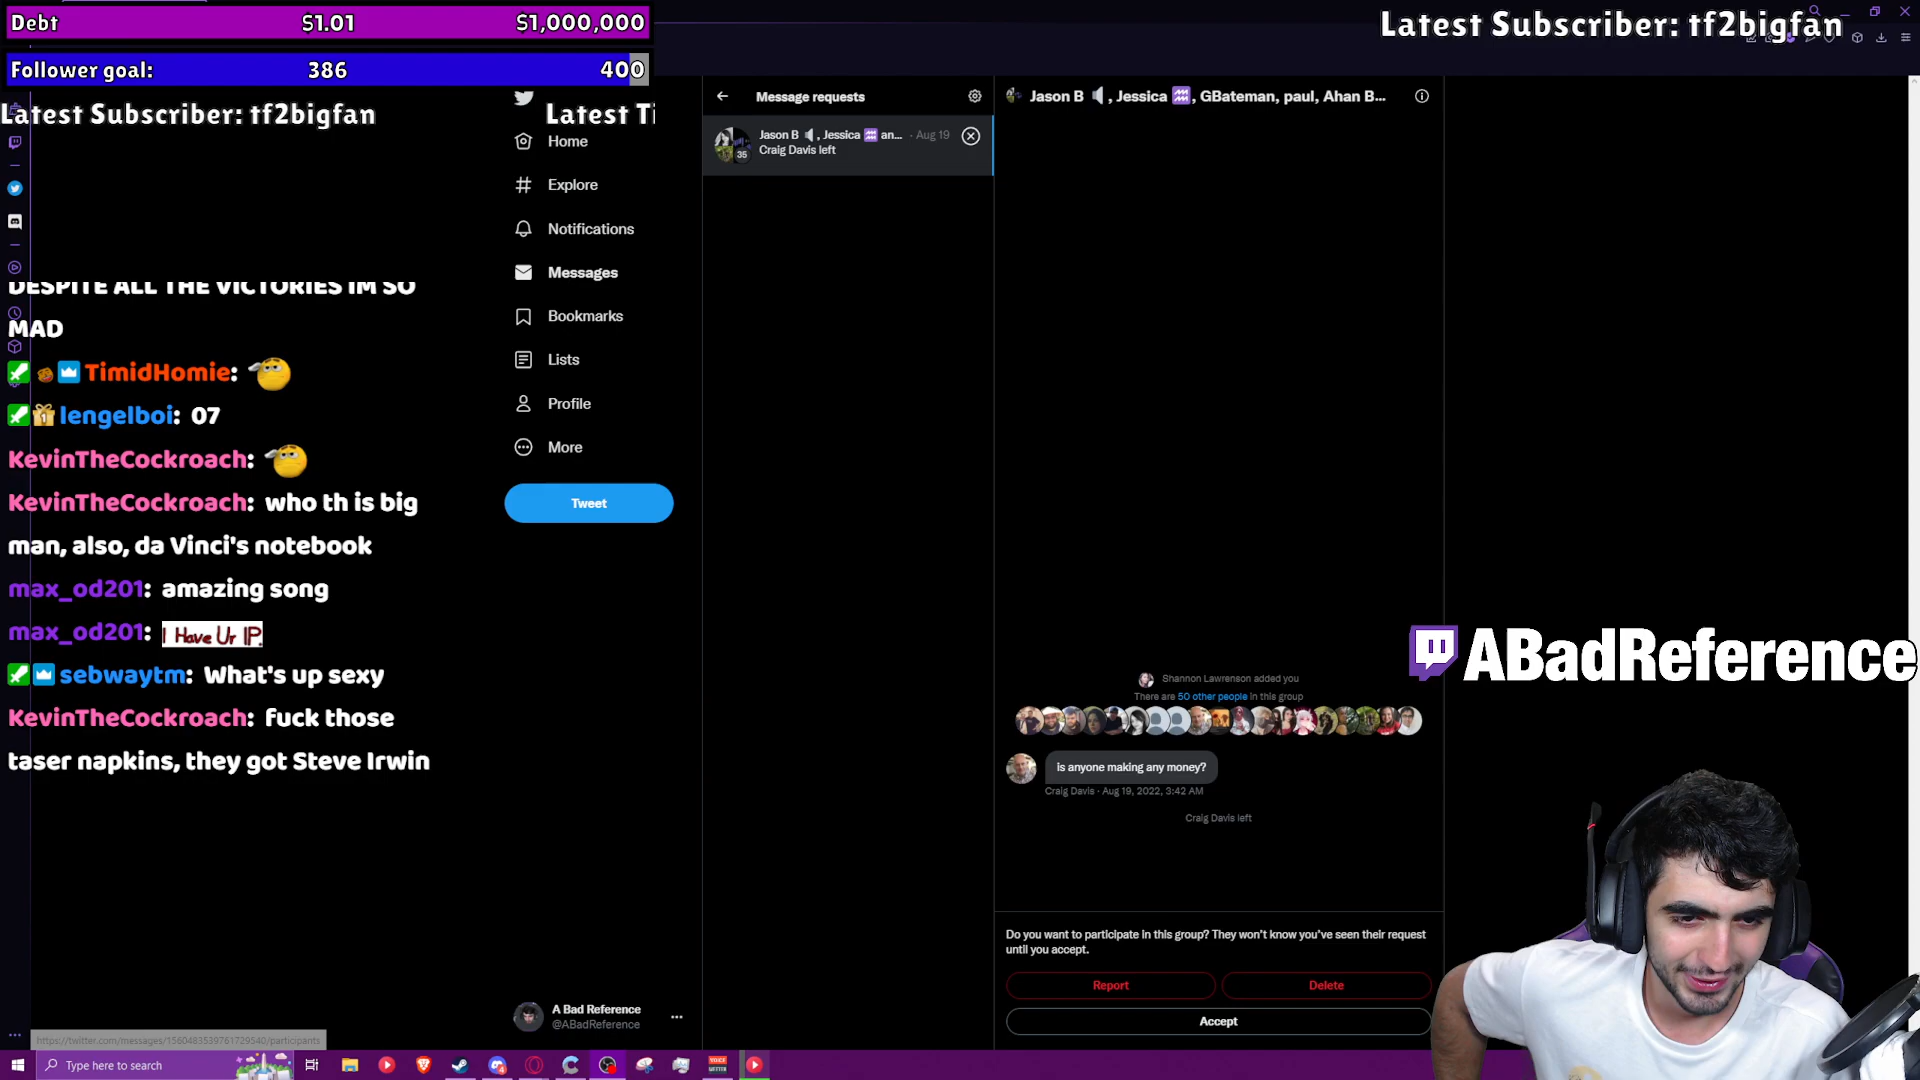 Debt $1.01 $1,000,000
Follower goal: 386 400
Latest Subscriber: tf2bigfan Latest Ti
Latest Subscriber: tf2bigfan
DESPITE ALL THE VICTORIES IM SO
MAD
TimidHomie:
lengelboi: 07
KevinTheCockroach:
KevinTheCockroach: who th is big
man, also, da Vinci's notebook
max_od201: amazing song
max_od201: I Have Ur IP.
sebwaytm: What's up sexy
KevinTheCockroach: fuck those
taser napkins, they got Steve Irwin
Home
Explore
Notifications
Messages
Bookmarks
Lists
Profile
More
Tweet
A Bad Reference
@ABadReference
Message requests
Jason B , Jessica ♒ an... · Aug 19
Craig Davis left
35
Jason B , Jessica ♒, GBateman, paul, Ahan B...
Shannon Lawrenson added you
There are 50 other people in this group
is anyone making any money?
Craig Davis · Aug 19, 2022, 3:42 AM
Craig Davis left
Do you want to participate in this group? They won't know you've seen their request
until you accept.
Report
Delete
Accept
ABadReference
https://twitter.com/messages/1560483539761729540/participants
Type here to search